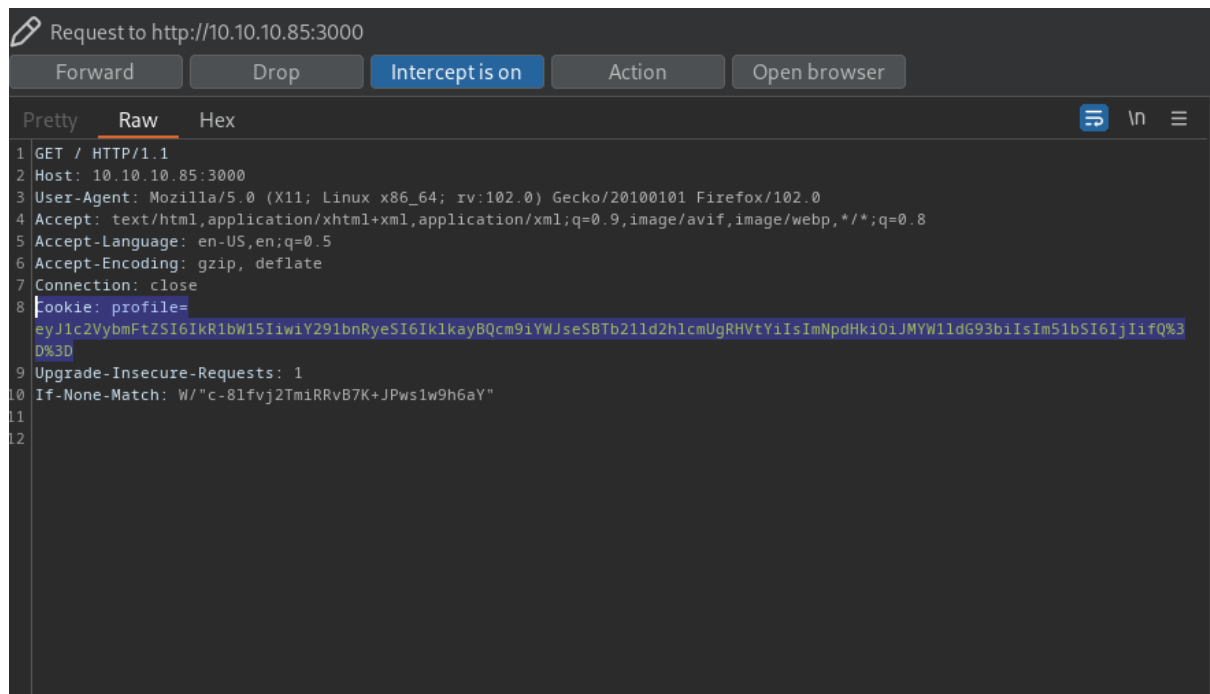 Request to http://10.10.10.85:3000
Forward Drop Intercept is on Action Open browser
Pretty Raw Hex \n
1 GET / HTTP/1.1
2 Host: 10.10.10.85:3000
3 User-Agent: Mozilla/5.0 (X11; Linux x86_64; rv:102.0) Gecko/20100101 Firefox/102.0
4 Accept: text/html,application/xhtml+xml,application/xml;q=0.9,image/avif,image/webp,*/*;q=0.8
5 Accept-Language: en-US,en;q=0.5
6 Accept-Encoding: gzip, deflate
7 Connection: close
8 Cookie: profile=
eyJ1c2VybmFtZSI6IkR1bW15IiwiY291bnRyeSI6IklkayBQcm9iYWJseSBTb21ld2hlcmUgRHVtYiIsImNpdHkiOiJMYW1ldG93biIsIm51bSI6IjIifQ%3
D%3D
9 Upgrade-Insecure-Requests: 1
10 If-None-Match: W/"c-8lfvj2TmiRRvB7K+JPws1w9h6aY"
11
12